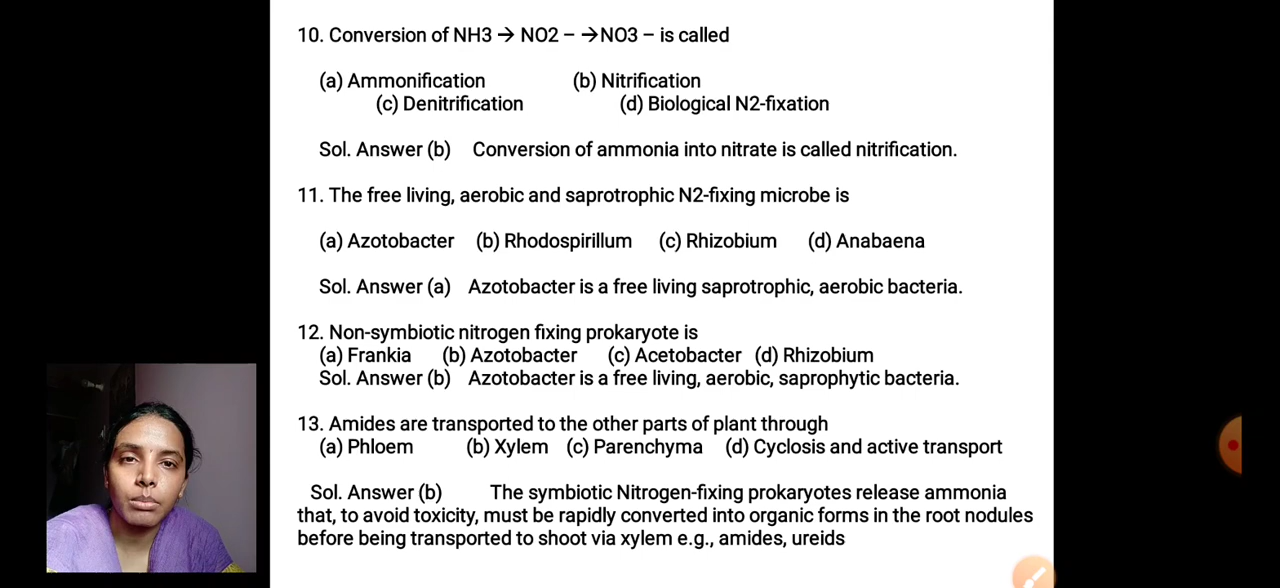 10. Conversion of NH3 → NO2 – →NO3 – is called
(a) Ammonification (b) Nitrification
(c) Denitrification (d) Biological N2-fixation
Sol. Answer (b) Conversion of ammonia into nitrate is called nitrification.
11. The free living, aerobic and saprotrophic N2-fixing microbe is
(a) Azotobacter (b) Rhodospirillum (c) Rhizobium (d) Anabaena
Sol. Answer (a) Azotobacter is a free living saprotrophic, aerobic bacteria.
12. Non-symbiotic nitrogen fixing prokaryote is
(a) Frankia (b) Azotobacter (c) Acetobacter (d) Rhizobium
Sol. Answer (b) Azotobacter is a free living, aerobic, saprophytic bacteria.
13. Amides are transported to the other parts of plant through
(a) Phloem (b) Xylem (c) Parenchyma (d) Cyclosis and active transport
Sol. Answer (b) The symbiotic Nitrogen-fixing prokaryotes release ammonia
that, to avoid toxicity, must be rapidly converted into organic forms in the root nodules
before being transported to shoot via xylem e.g., amides, ureids